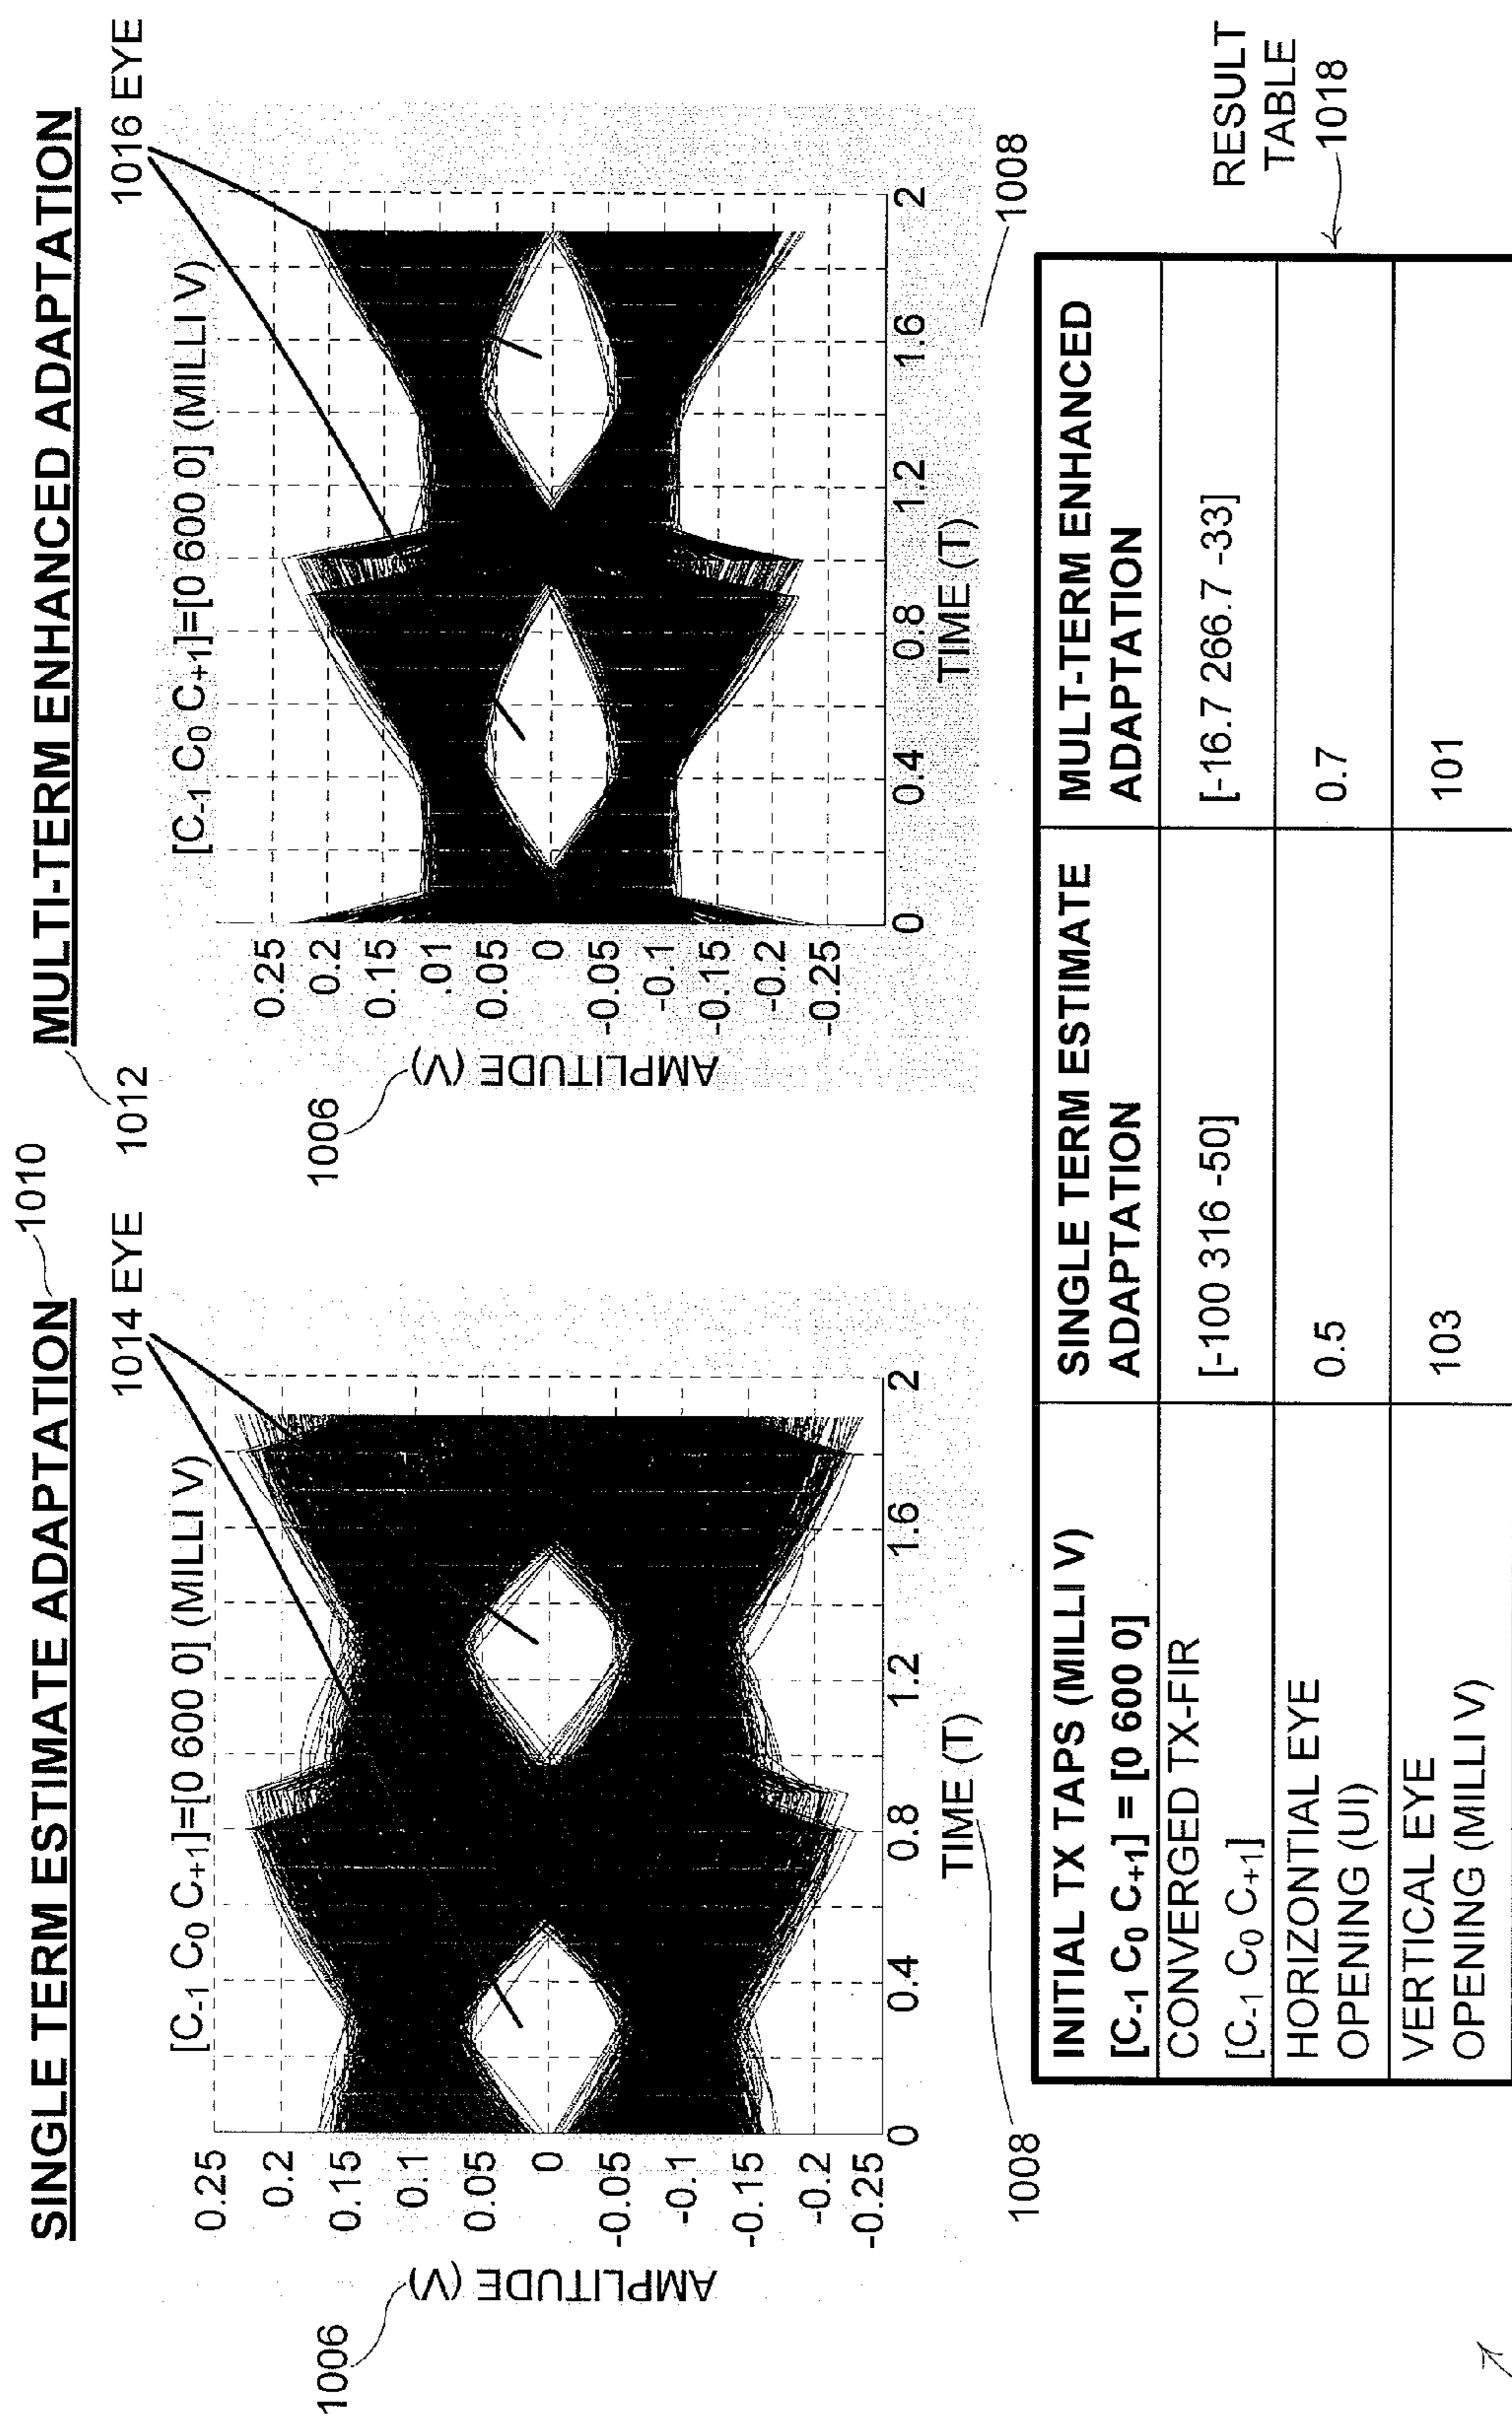 SINGLE TERM ESTIMATE ADAPTATION
1010
1014 EYE
[C-1 C0 C+1]=[0 600 0] (MILLI V)
1006
AMPLITUDE (V)
0.25
0.2
0.15
0.1
0.05
0
-0.05
-0.1
-0.15
-0.2
-0.25
0
0.4
0.8
1.2
1.6
2
TIME (T)
1008
MULTI-TERM ENHANCED ADAPTATION
1012
1016 EYE
[C-1 C0 C+1]=[0 600 0] (MILLI V)
1006
AMPLITUDE (V)
0.25
0.2
0.15
.01
0.05
0
-0.05
-0.1
-0.15
-0.2
-0.25
0
0.4
0.8
1.2
1.6
2
TIME (T)
1008
RESULT
TABLE
1018
INITIAL TX TAPS (MILLI V)
[C-1 C0 C+1] = [0 600 0]
SINGLE TERM ESTIMATE
ADAPTATION
MULT-TERM ENHANCED
ADAPTATION
CONVERGED TX-FIR
[C-1 C0 C+1]
[-100 316 -50]
[-16.7 266.7 -33]
HORIZONTIAL EYE
OPENING (UI)
0.5
0.7
VERTICAL EYE
OPENING (MILLI V)
103
101